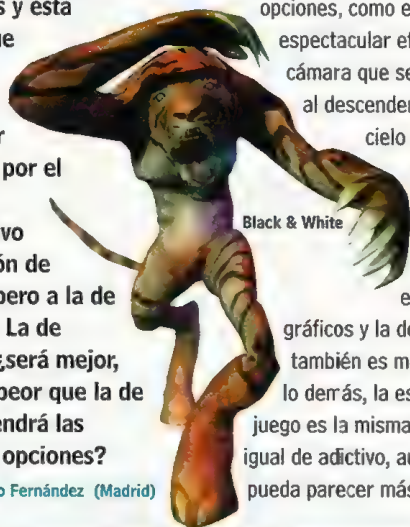 s y esta
ue
r
por el
vo
ón de
pero a la de
La de
¿será mejor,
peor que la de
endrá las
opciones?
o Fernández (Madrid)
opciones, como e
espectacular ef
cámara que se
al descender
cielo
Black & White
e
gráficos y la de
también es m
lo demás, la es
juego es la misma
igual de adictivo, au
pueda parecer más